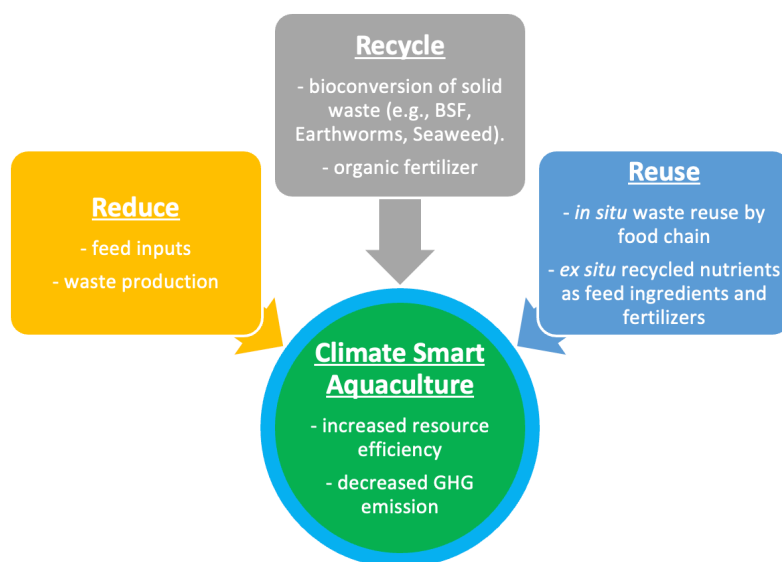 Recycle
- bioconversion of solid
waste (e.g., BSF,
Earthworms, Seaweed).
- organic fertilizer
Reduce
- feed inputs
- waste production
Reuse
- in situ waste reuse by
food chain
- ex situ recycled nutrients
as feed ingredients and
fertilizers
Climate Smart
Aquaculture
- increased resource
efficiency
- decreased GHG
emission